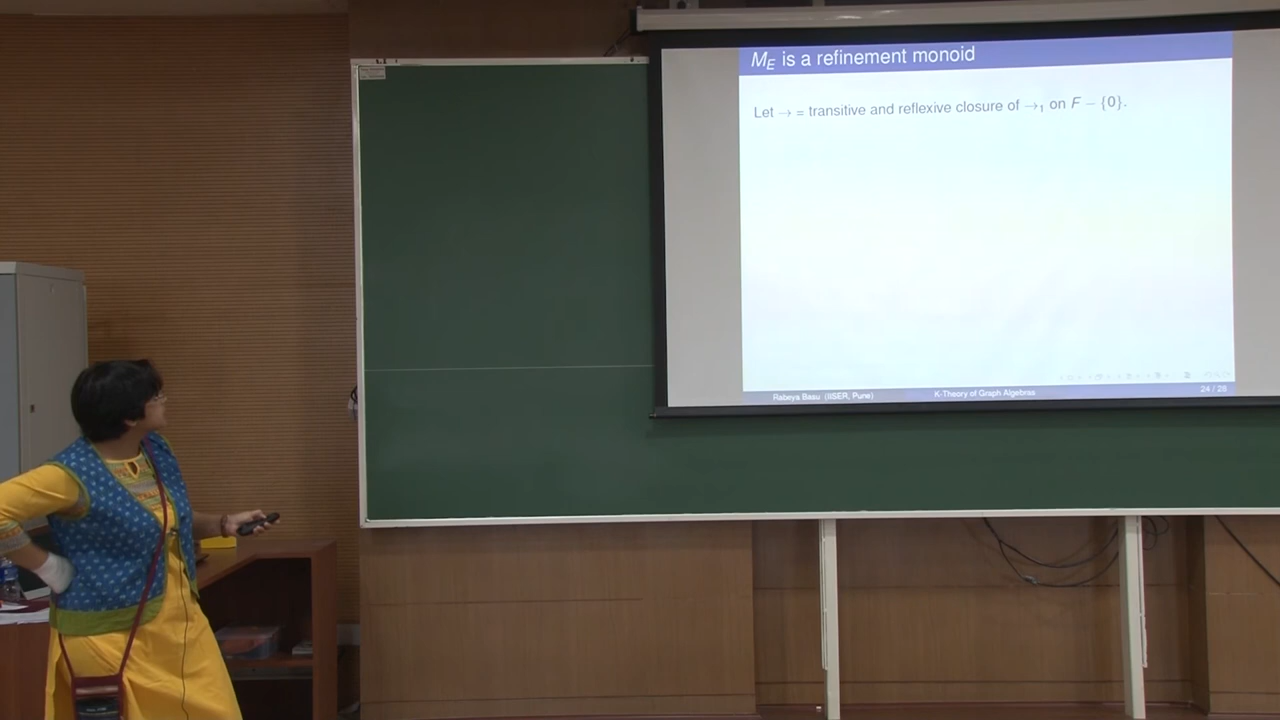 M_E is a refinement monoid
Let → = transitive and reflexive closure of →₁ on F − {0}.
Rabeya Basu (IISER, Pune) K-Theory of Graph Algebras 24 / 28